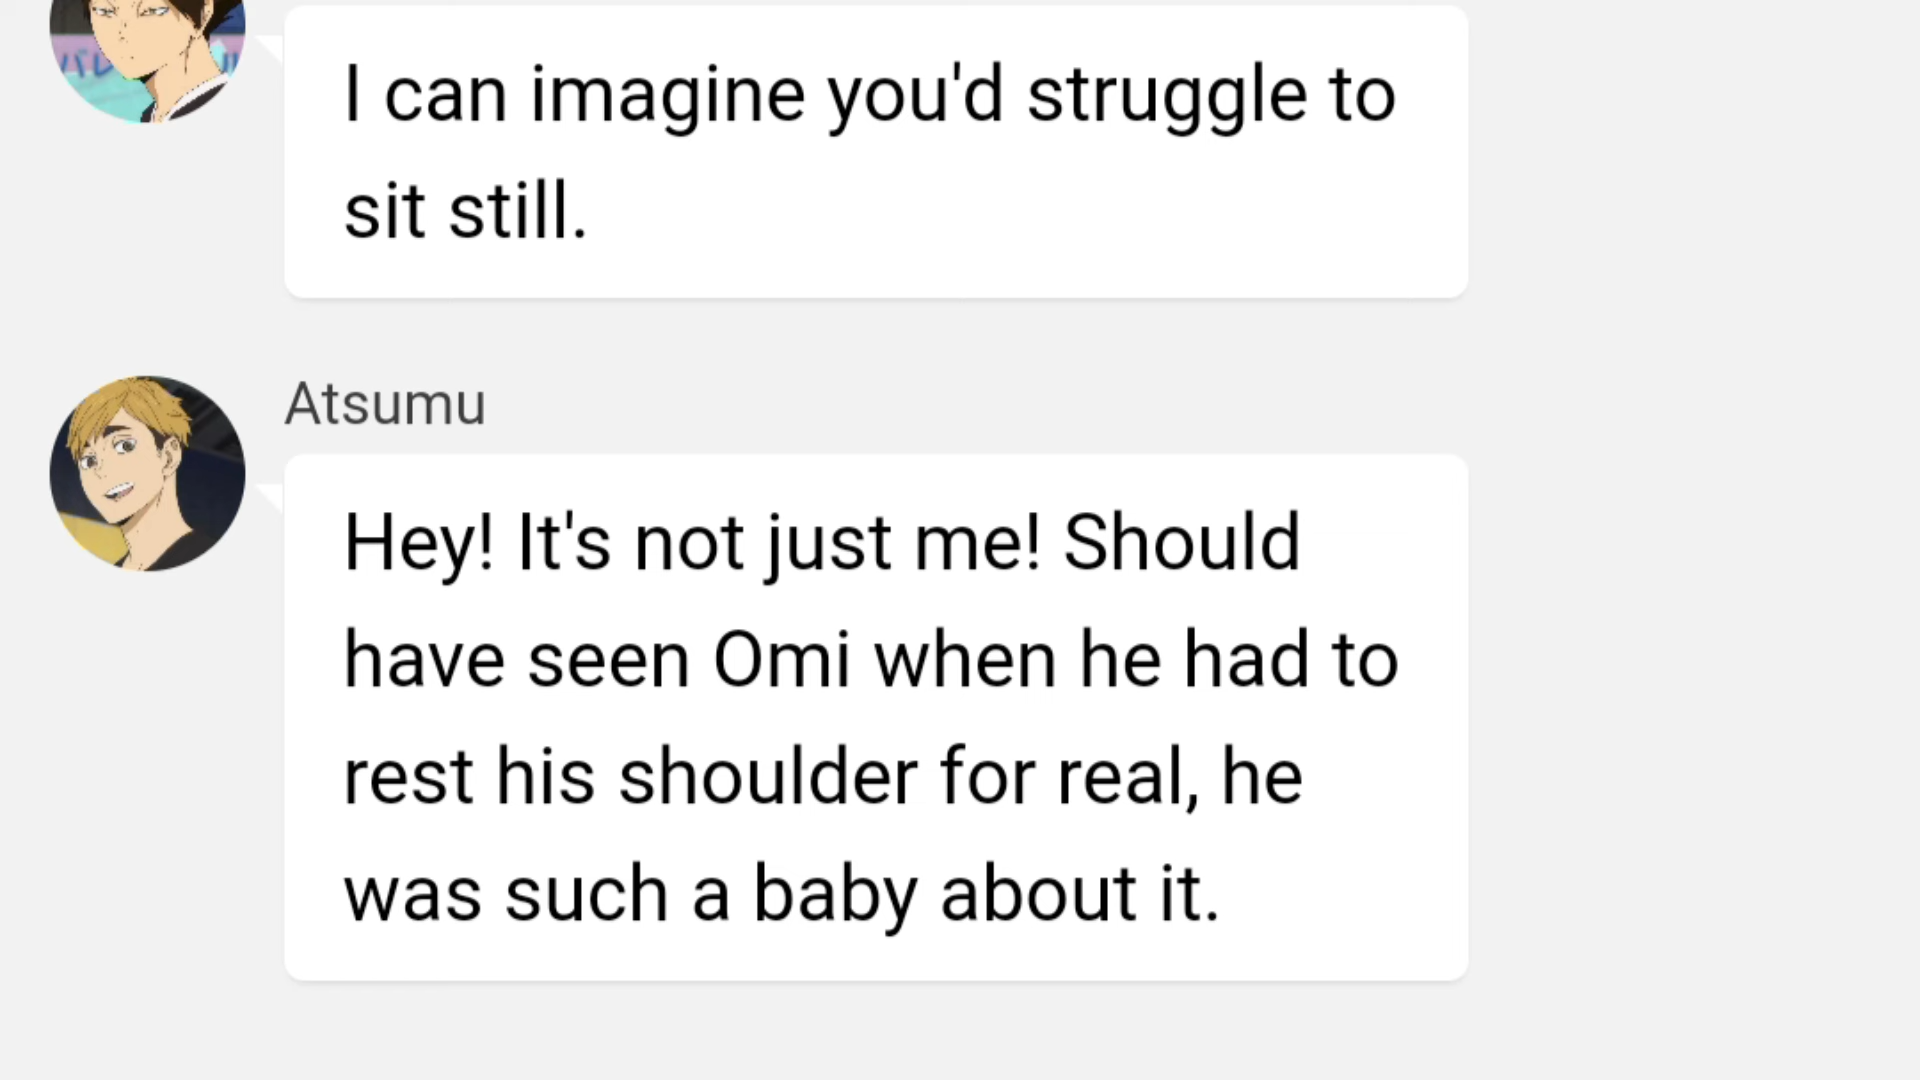 I can imagine you'd struggle to
sit still.
Atsumu
Hey! It's not just me! Should
have seen Omi when he had to
rest his shoulder for real, he
was such a baby about it.